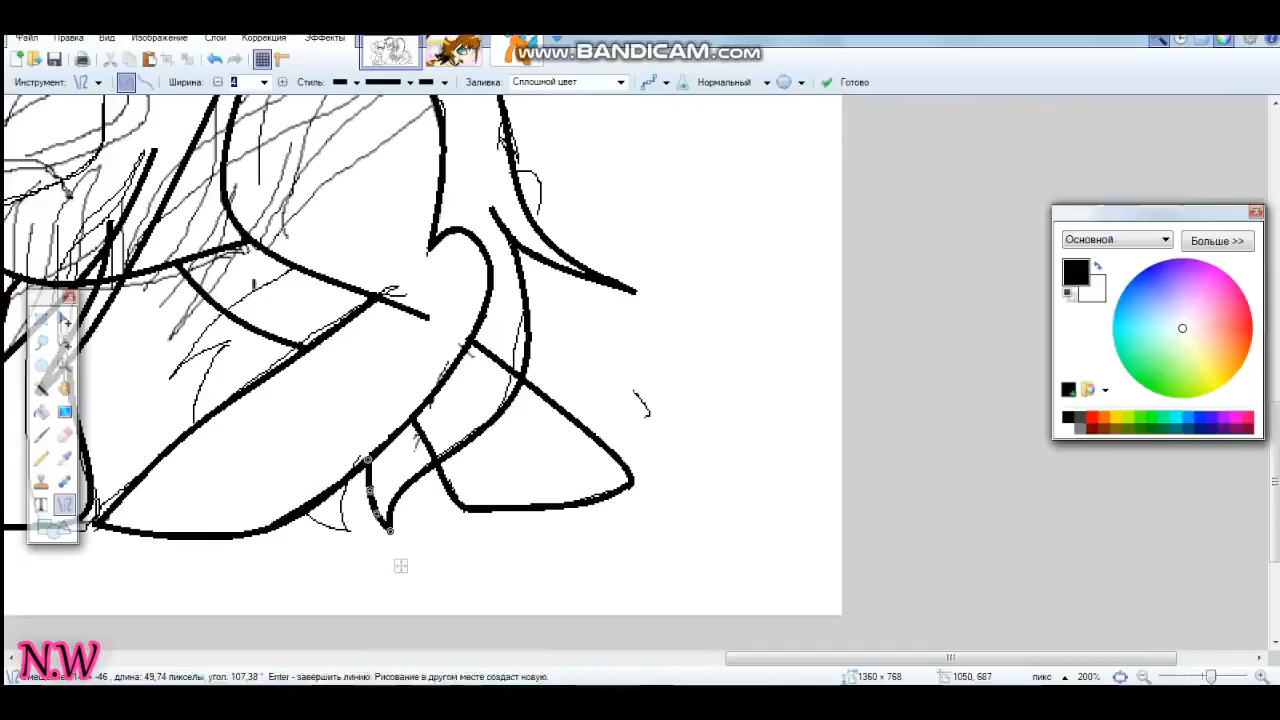 www.BANDICAM.com
Файл Правка Вид Изображение Слои Коррекция Эффекты
Инструмент: Ширина: 4 Стиль: Заливка: Сплошной цвет Нормальный Готово
Основной Больше >>
T
N.W
-46, длина: 49,74 пикселы, угол: 107,38° Enter - завершить линию. Рисование в другом месте создаст новую. 1360 × 768 1050, 687 пикс 200%